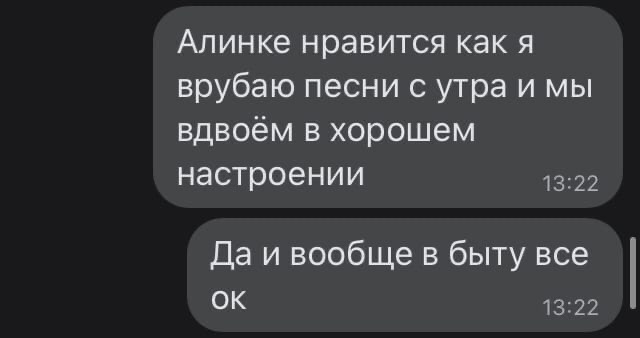 Алинке нравится как я
врубаю песни с утра и мы
вдвоём в хорошем
настроении
13:22
Да и вообще в быту все
ок
13:22